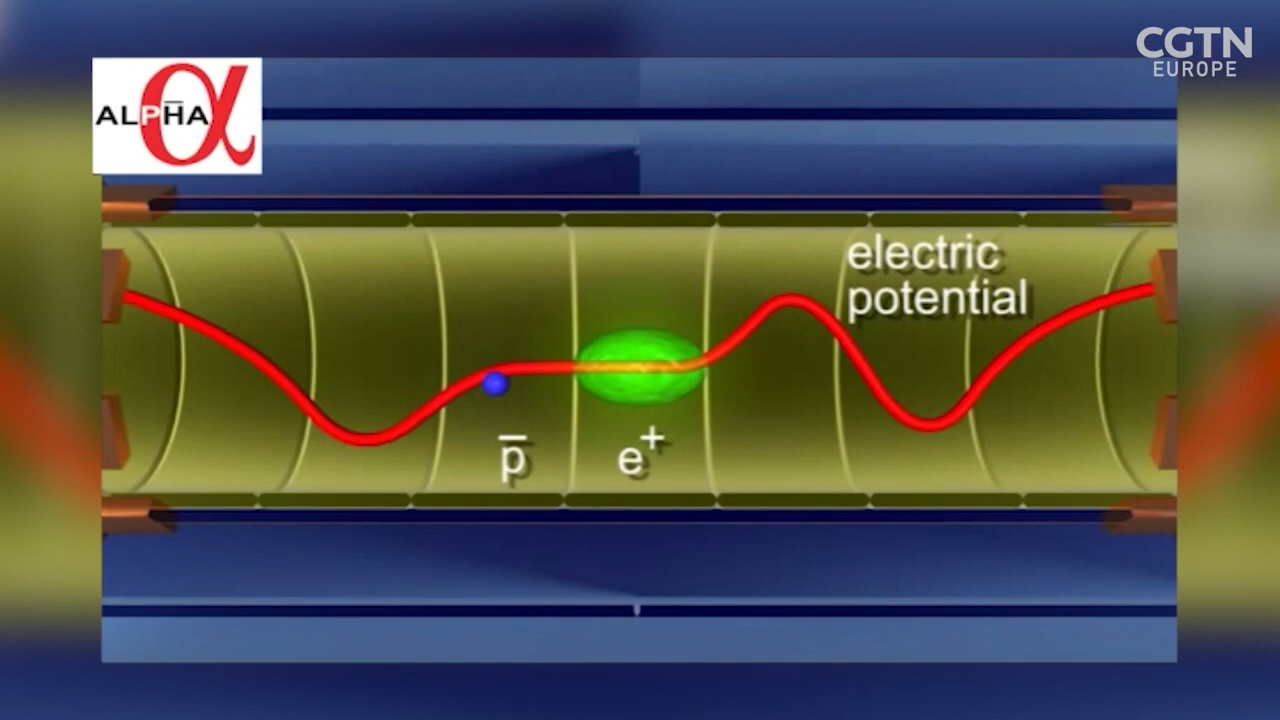 CGTN
EUROPE
ALPHA
α
electric
potential
p̅
e⁺